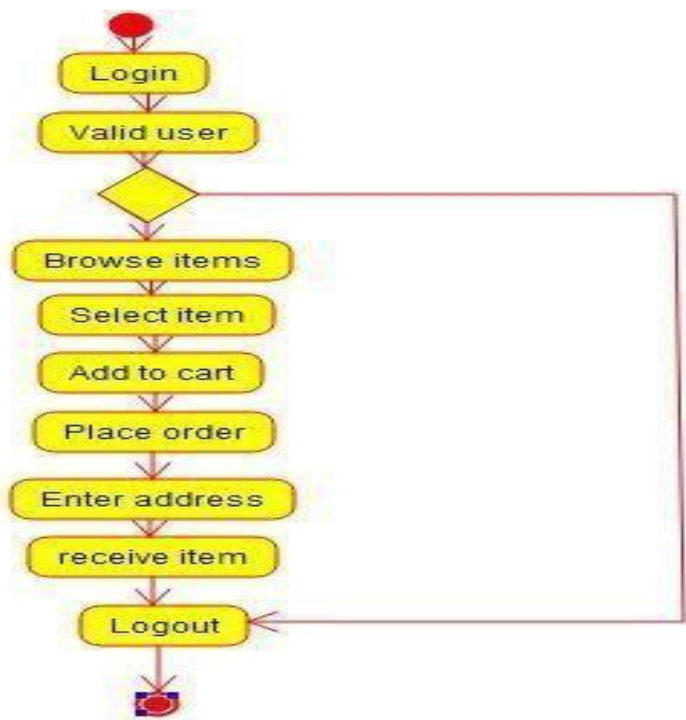 Login
Valid user
Browse items
Select item
Add to cart
Place order
Enter address
receive item
Logout